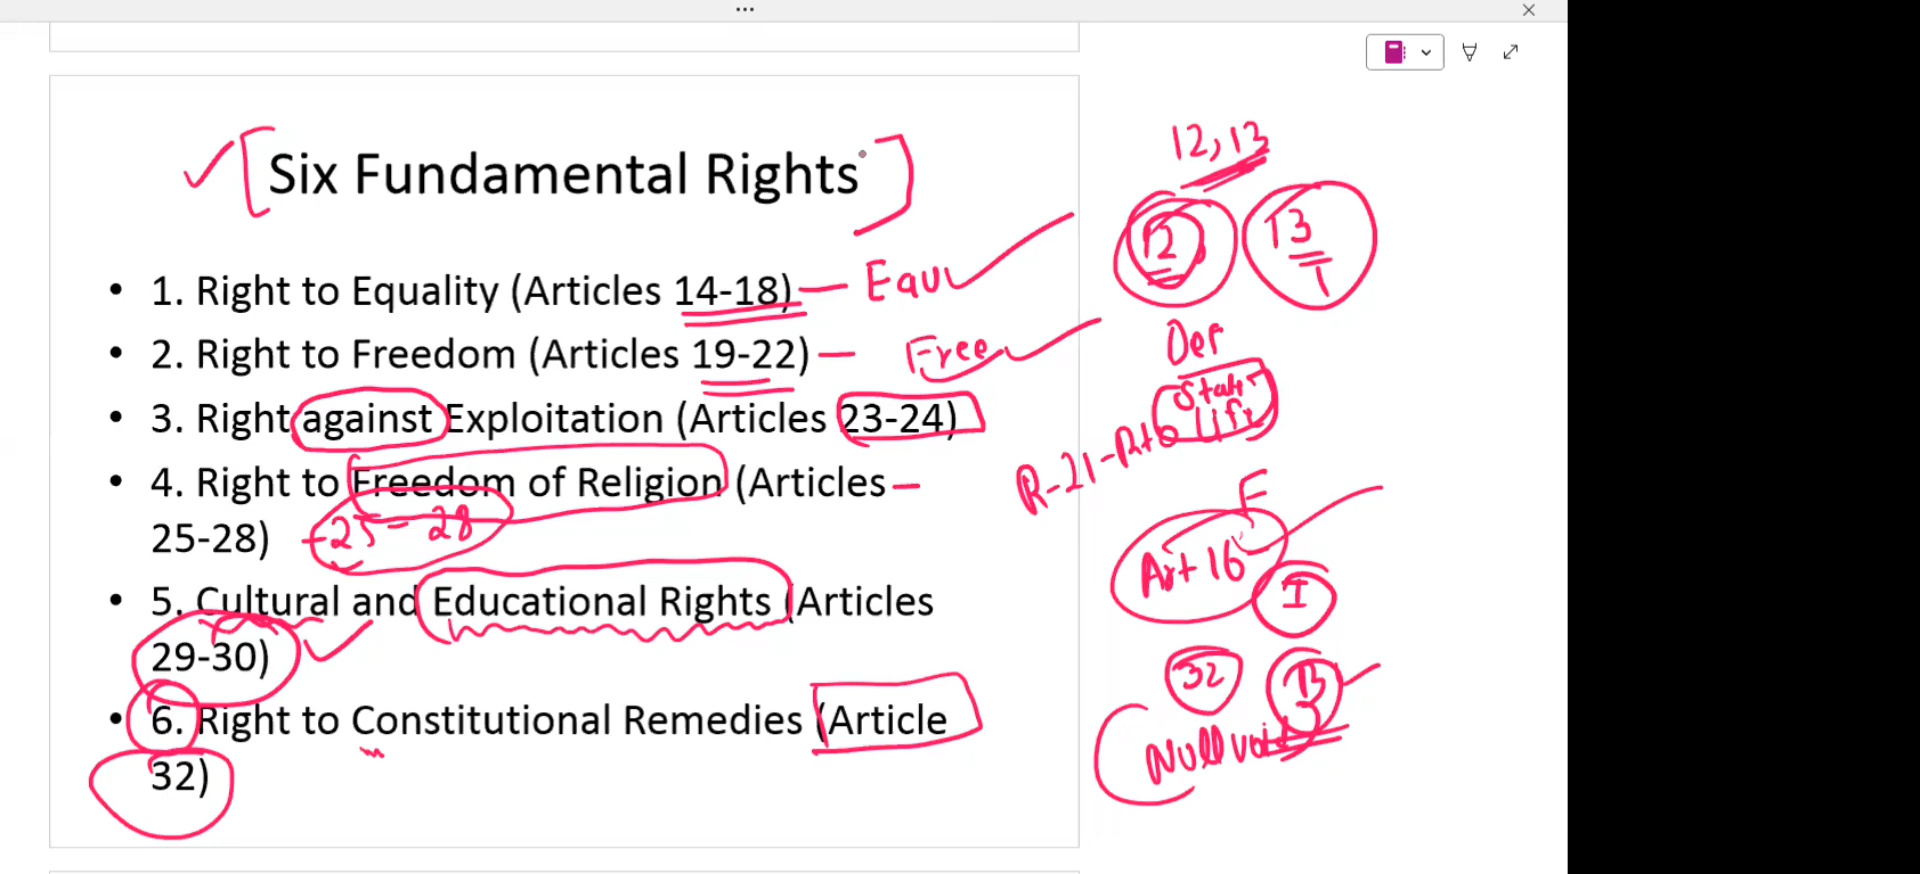 Six Fundamental Rights
• 1. Right to Equality (Articles 14-18)
Equ
• 2. Right to Freedom (Articles 19-22)
Free
• 3. Right against Exploitation (Articles 23-24)
• 4. Right to Freedom of Religion (Articles
25-28)
25-28
• 5. Cultural and Educational Rights (Articles
29-30)
• 6. Right to Constitutional Remedies (Article
32)
12, 13
12 13
Def
State
Life
R-21-Rto
F
Art 16
I
32 13
Null void